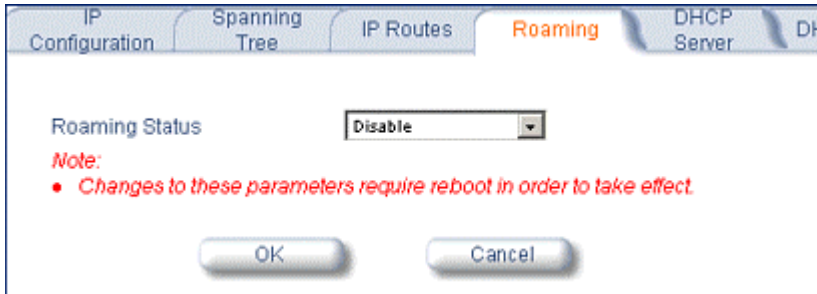 IP Configuration
Spanning Tree
IP Routes
Roaming
DHCP Server
DH
Roaming Status
Disable
Note:
• Changes to these parameters require reboot in order to take effect.
OK
Cancel